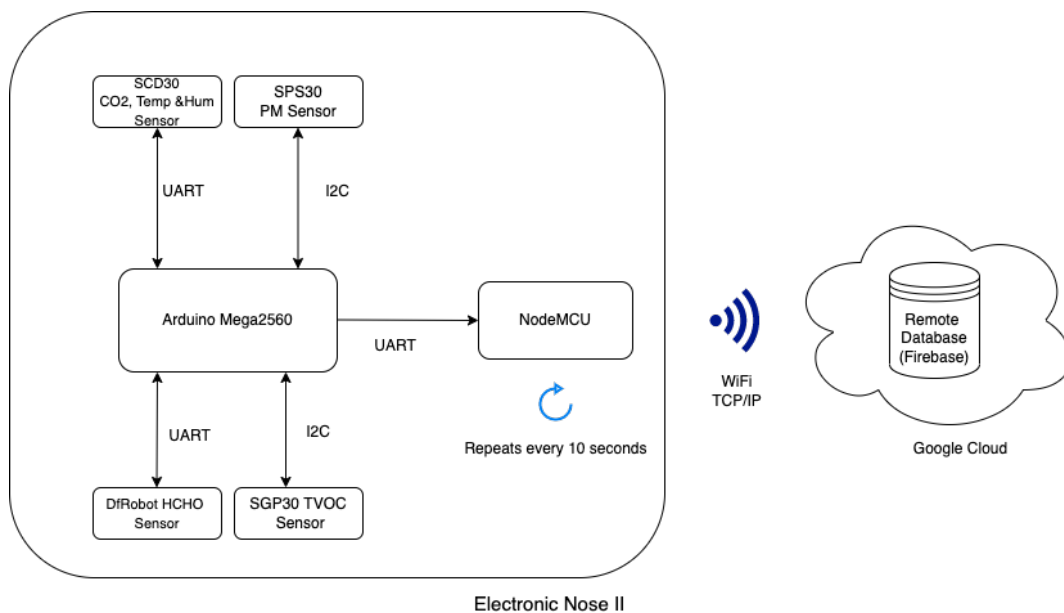 SCD30
CO2, Temp &Hum
Sensor
SPS30
PM Sensor
UART
I2C
Arduino Mega2560
UART
NodeMCU
Repeats every 10 seconds
UART
I2C
DfRobot HCHO
Sensor
SGP30 TVOC
Sensor
Electronic Nose II
WiFi
TCP/IP
Remote
Database
(Firebase)
Google Cloud